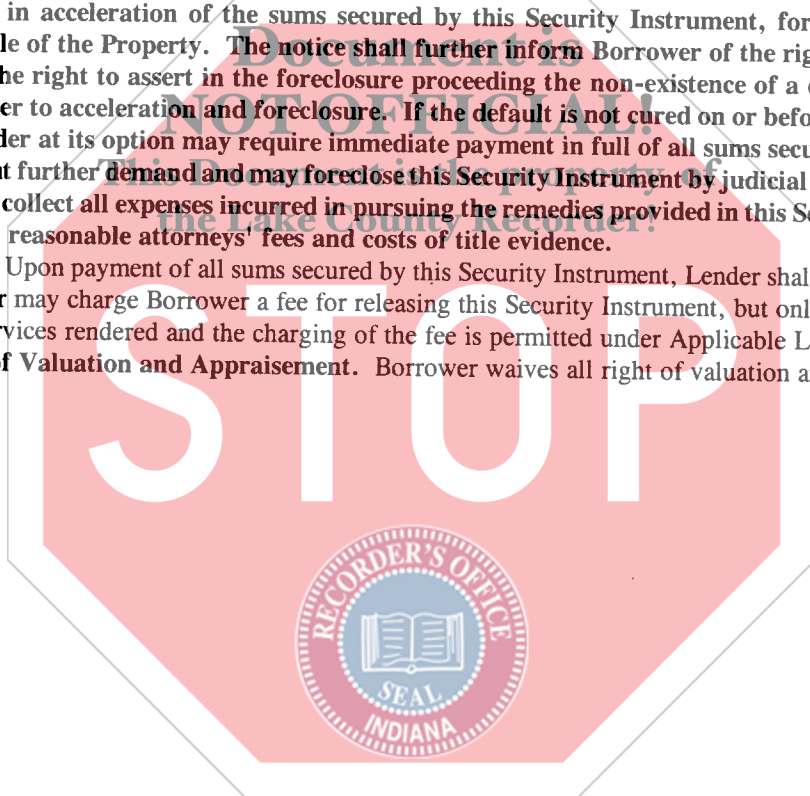 in acceleration of the sums secured by this Security Instrument, for
le of the Property. The notice shall further inform Borrower of the rig
he right to assert in the foreclosure proceeding the non-existence of a
er to acceleration and foreclosure. If the default is not cured on or befo
der at its option may require immediate payment in full of all sums secu
t further demand and may foreclose this Security Instrument by judicial
collect all expenses incurred in pursuing the remedies provided in this Se
reasonable attorneys' fees and costs of title evidence.
Upon payment of all sums secured by this Security Instrument, Lender shal
r may charge Borrower a fee for releasing this Security Instrument, but onl
rvices rendered and the charging of the fee is permitted under Applicable L
f Valuation and Appraisement. Borrower waives all right of valuation a
Document is
NOT OFFICIAL!
This Document is the property of
the Lake County Recorder!
STOP
RECORDER'S OFFICE
SEAL
INDIANA